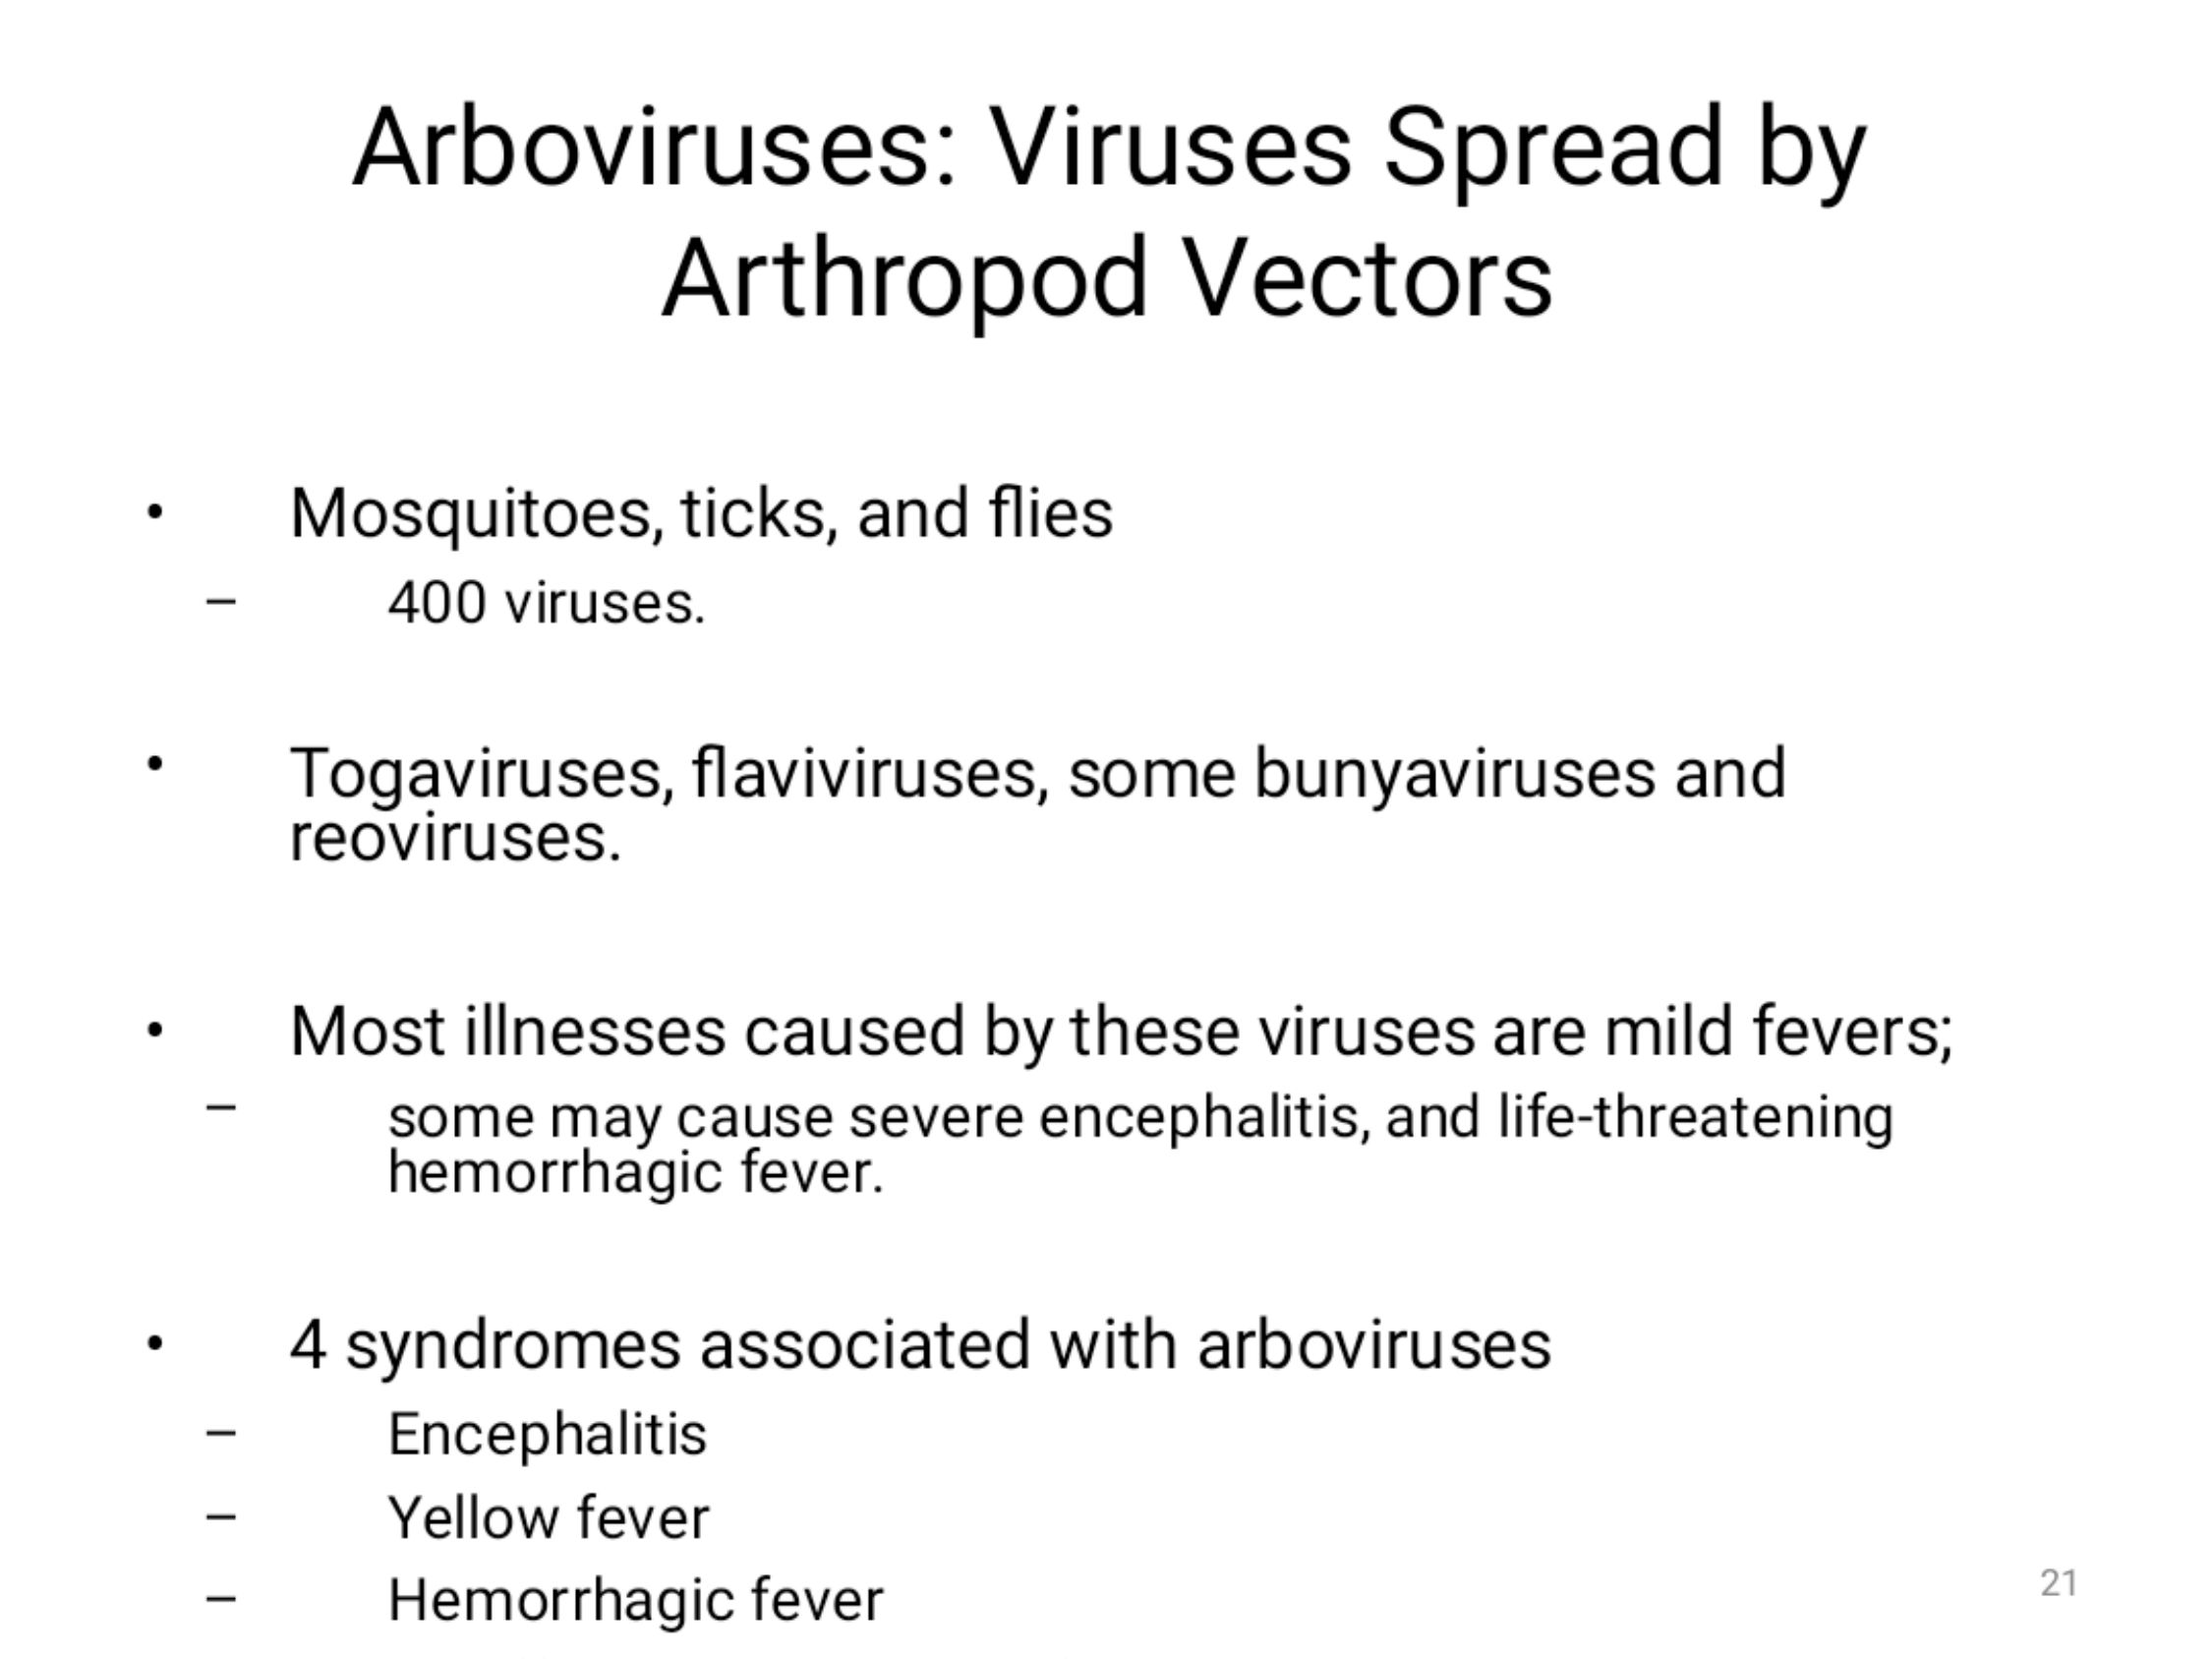 Arboviruses: Viruses Spread by
Arthropod Vectors
• Mosquitoes, ticks, and flies
– 400 viruses.
• Togaviruses, flaviviruses, some bunyaviruses and
reoviruses.
• Most illnesses caused by these viruses are mild fevers;
– some may cause severe encephalitis, and life-threatening
hemorrhagic fever.
• 4 syndromes associated with arboviruses
– Encephalitis
– Yellow fever
– Hemorrhagic fever
21